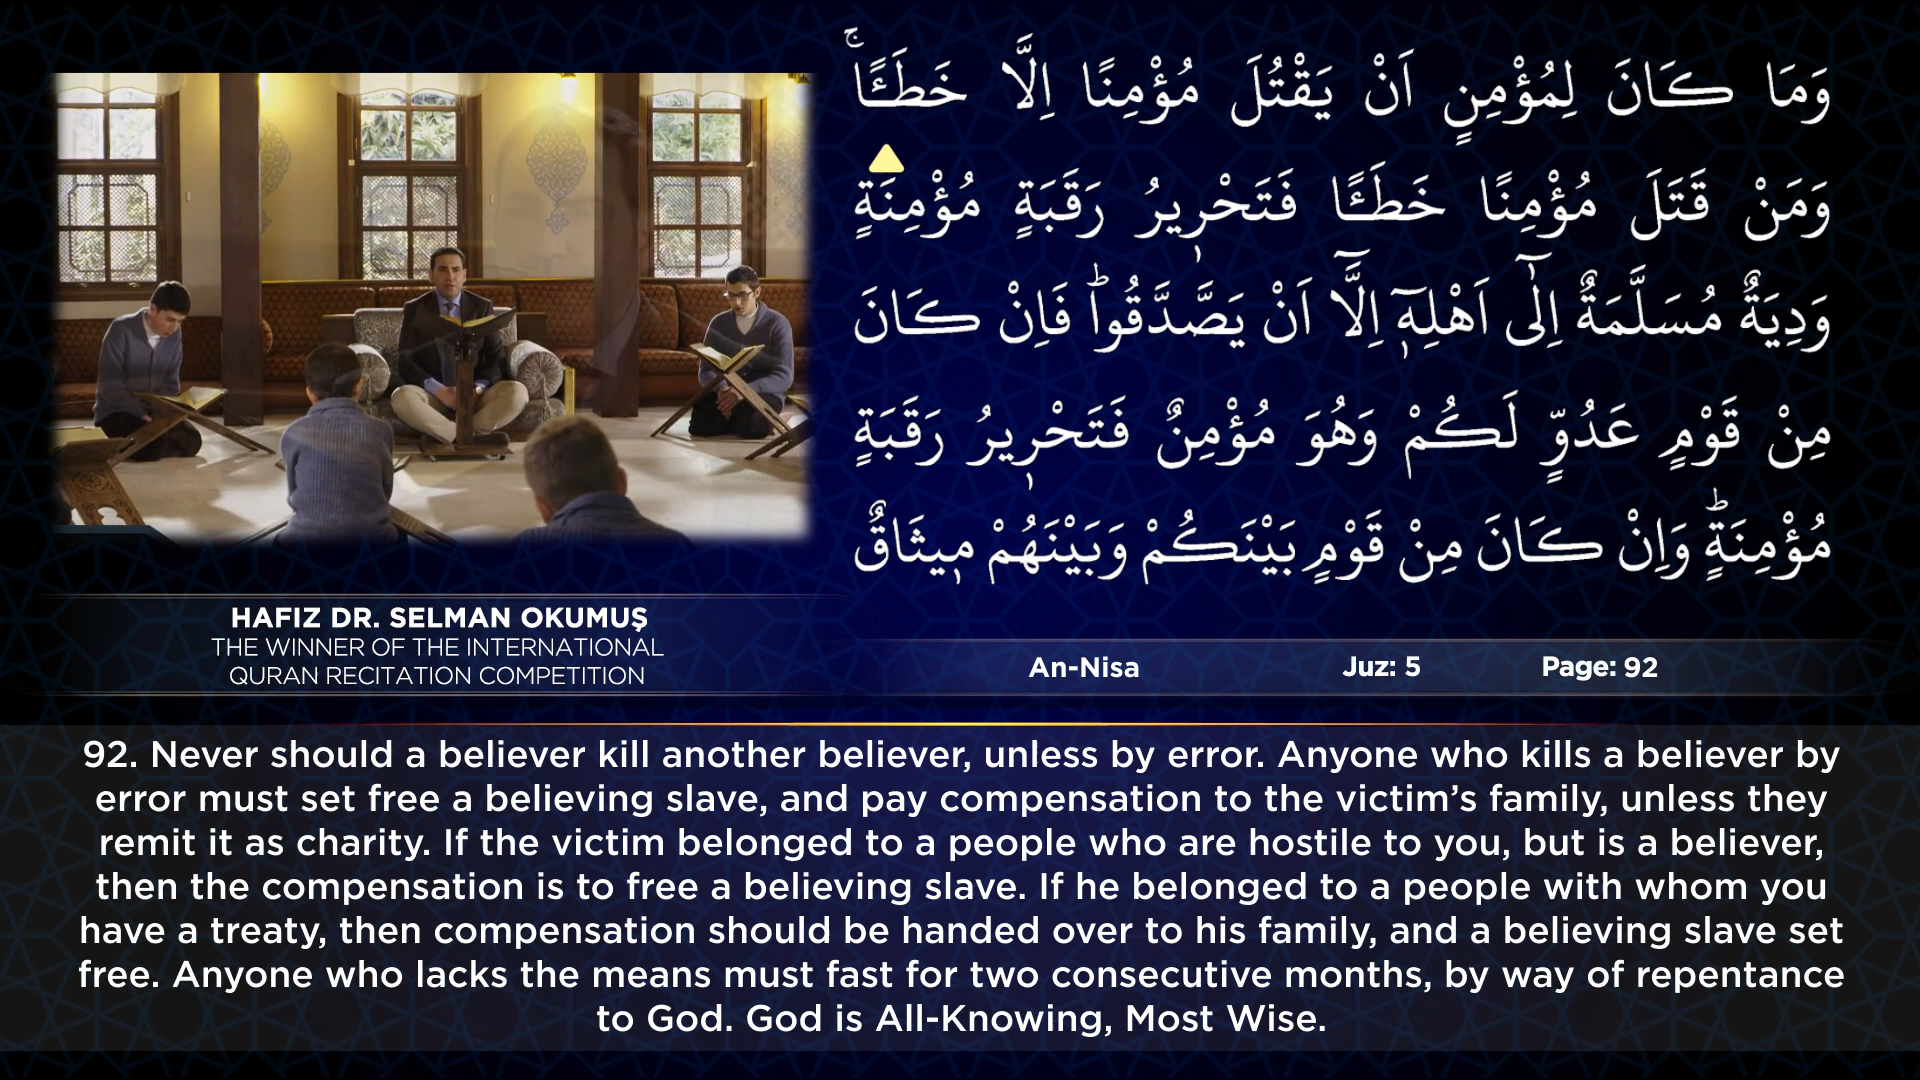 وَمَا كَانَ لِمُؤْمِنٍ اَنْ يَقْتُلَ مُؤْمِنًا اِلَّا خَطَـًٔاۚ
وَمَنْ قَتَلَ مُؤْمِنًا خَطَـًٔا فَتَحْر۪يرُ رَقَبَةٍ مُؤْمِنَةٍ
وَدِيَةٌ مُسَلَّمَةٌ اِلٰٓى اَهْلِه۪ٓ اِلَّٓا اَنْ يَصَّدَّقُواۜ فَاِنْ كَانَ
مِنْ قَوْمٍ عَدُوٍّ لَكُمْ وَهُوَ مُؤْمِنٌ فَتَحْر۪يرُ رَقَبَةٍ
مُؤْمِنَةٍۜ وَاِنْ كَانَ مِنْ قَوْمٍ بَيْنَكُمْ وَبَيْنَهُمْ م۪يثَاقٌ
HAFIZ DR. SELMAN OKUMUŞ
THE WINNER OF THE INTERNATIONAL
QURAN RECITATION COMPETITION
An-Nisa Juz: 5 Page: 92
92. Never should a believer kill another believer, unless by error. Anyone who kills a believer by
error must set free a believing slave, and pay compensation to the victim’s family, unless they
remit it as charity. If the victim belonged to a people who are hostile to you, but is a believer,
then the compensation is to free a believing slave. If he belonged to a people with whom you
have a treaty, then compensation should be handed over to his family, and a believing slave set
free. Anyone who lacks the means must fast for two consecutive months, by way of repentance
to God. God is All-Knowing, Most Wise.